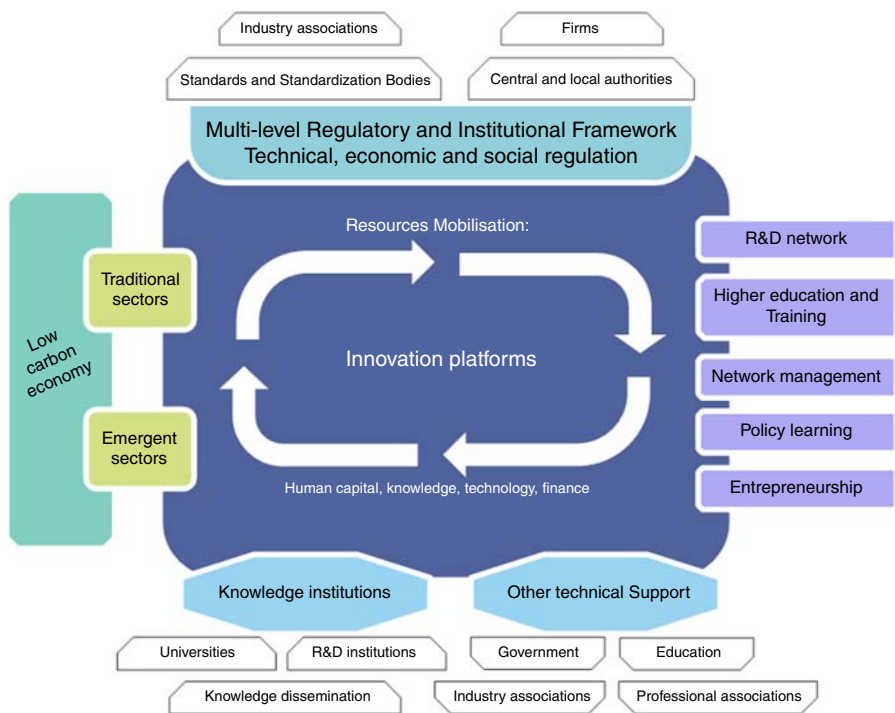 Industry associations
Firms
Standards and Standardization Bodies
Central and local authorities
Multi-level Regulatory and Institutional Framework
Technical, economic and social regulation
Resources Mobilisation:
Low
carbon
economy
Traditional
sectors
Emergent
sectors
Innovation platforms
Human capital, knowledge, technology, finance
R&D network
Higher education and
Training
Network management
Policy learning
Entrepreneurship
Knowledge institutions
Other technical Support
Universities
R&D institutions
Government
Education
Knowledge dissemination
Industry associations
Professional associations